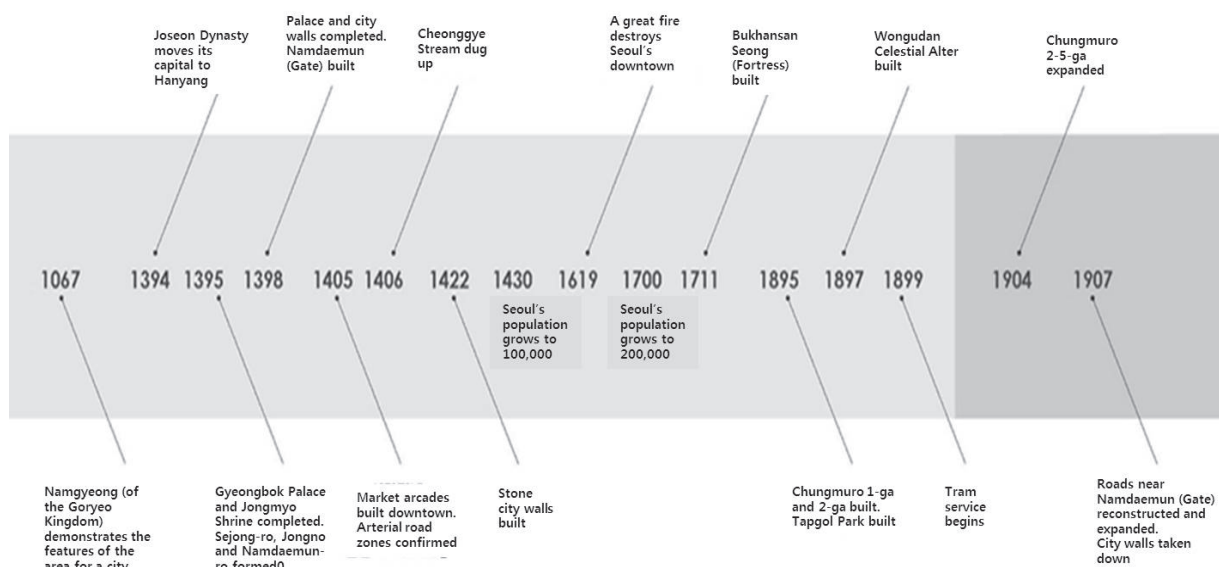 Joseon Dynasty
moves its
capital to
Hanyang
Palace and city
walls completed.
Namdaemun
(Gate) built
Cheonggye
Stream dug
up
A great fire
destroys
Seoul's
downtown
Bukhansan
Seong
(Fortress)
built
Wongudan
Celestial Alter
built
Chungmuro
2-5-ga
expanded
1067 1394 1395 1398 1405 1406 1422 1430 1619 1700 1711 1895 1897 1899 1904 1907
Seoul's
population
grows to
100,000
Seoul's
population
grows to
200,000
Namgyeong (of
the Goryeo
Kingdom)
demonstrates the
features of the
area for a city
Gyeongbok Palace
and Jongmyo
Shrine completed.
Sejong-ro, Jongno
and Namdaemun-
ro formed0
Market arcades
built downtown.
Arterial road
zones confirmed
Stone
city walls
built
Chungmuro 1-ga
and 2-ga built.
Tapgol Park built
Tram
service
begins
Roads near
Namdaemun (Gate)
reconstructed and
expanded.
City walls taken
down